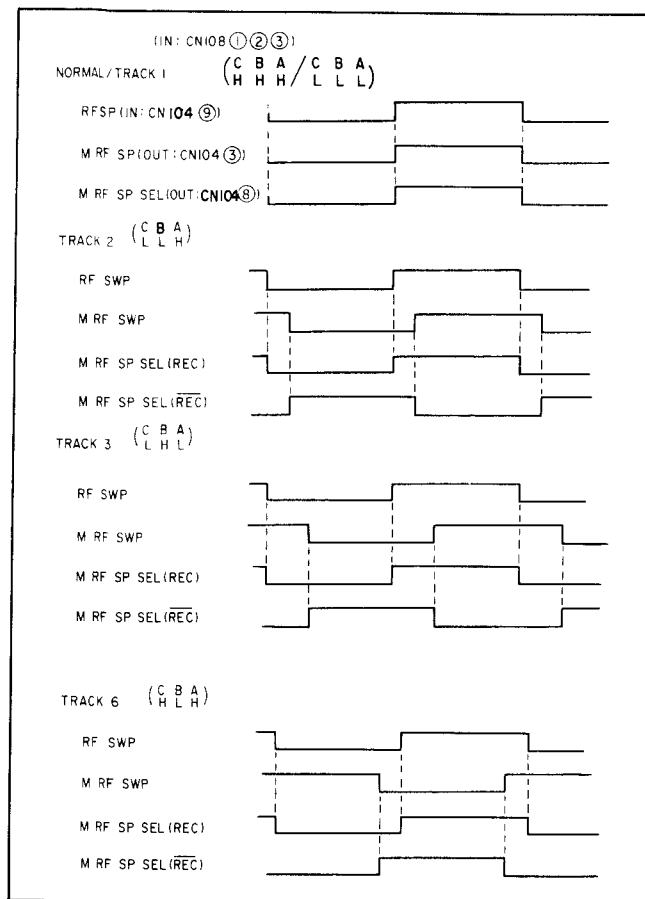 (IN: CN108 ① ② ③)
NORMAL/TRACK 1 (C B A / C B A)
(H H H / L L L)
RFSP(IN: CN104 ⑨)
M RF SP(OUT: CN104 ③)
M RF SP SEL(OUT: CN104 ⑧)
TRACK 2 (C B A)
(L L H)
RF SWP
M RF SWP
M RF SP SEL(REC)
M RF SP SEL(R̅E̅C̅)
TRACK 3 (C B A)
(L H L)
RF SWP
M RF SWP
M RF SP SEL(REC)
M RF SP SEL(R̅E̅C̅)
TRACK 6 (C B A)
(H L H)
RF SWP
M RF SWP
M RF SP SEL(REC)
M RF SP SEL(R̅E̅C̅)